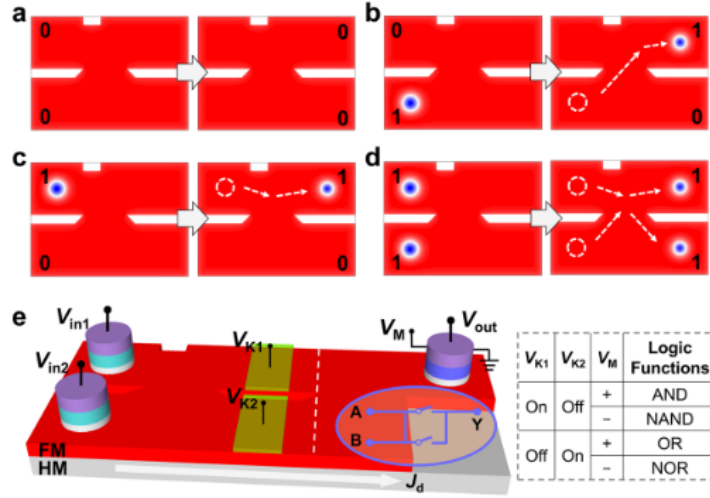 a
0 0
0 0
b
0 1
1 0
c
1 1
0 0
d
1 1
1 1
e
Vin1
Vin2
VK1
VK2
VM
Vout
A
B
Y
FM
HM
Jd
VK1 VK2 VM Logic Functions
On Off + AND
− NAND
Off On + OR
− NOR